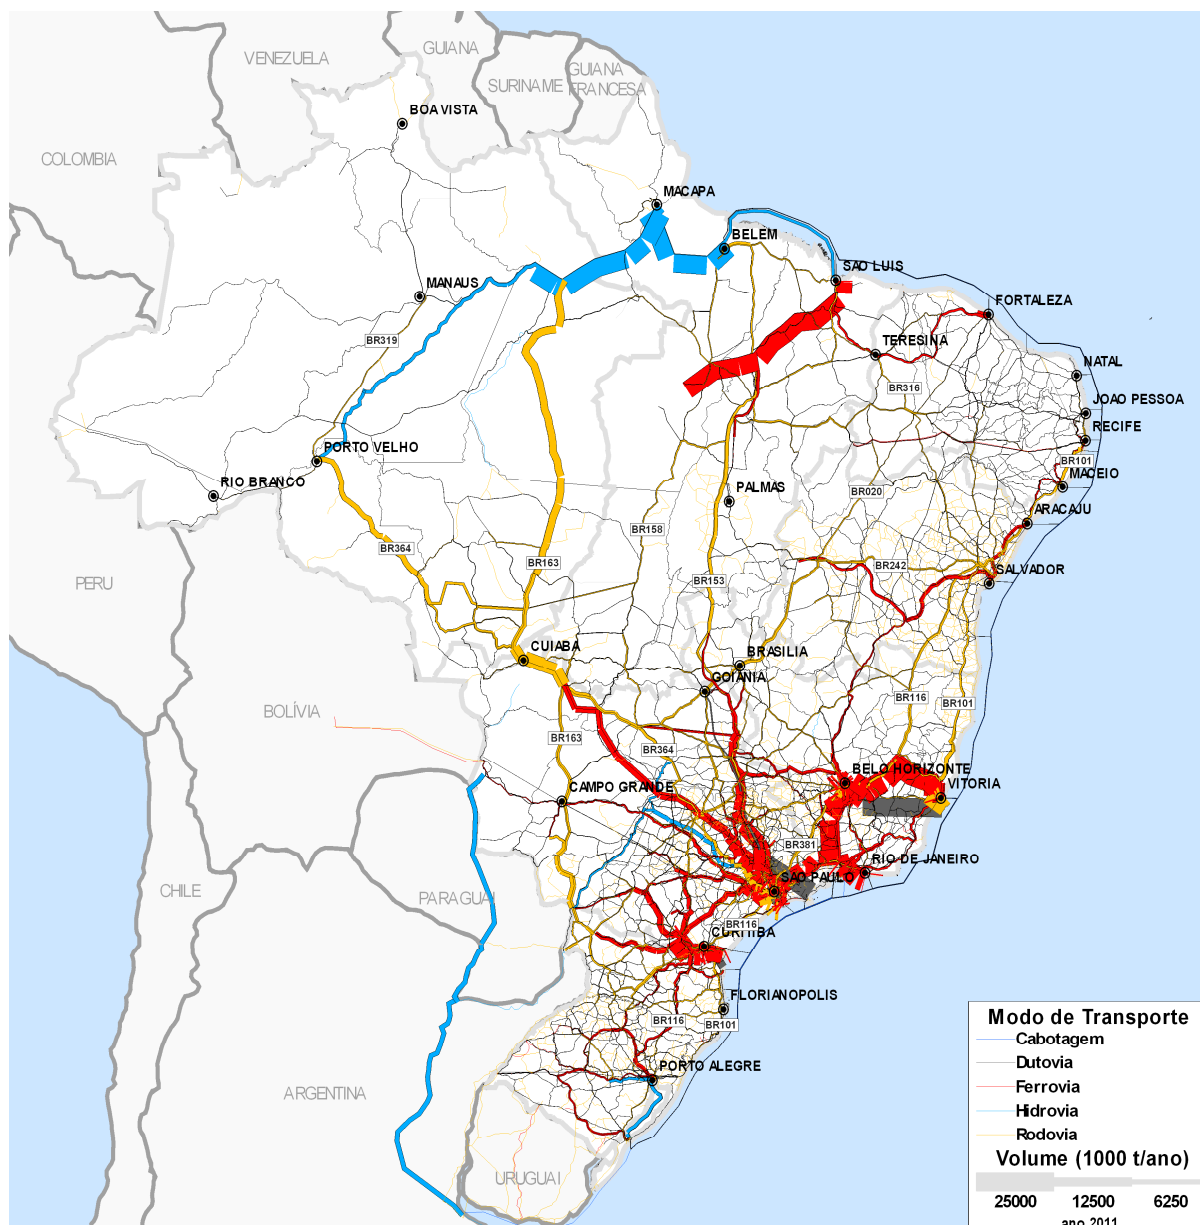 VENEZUELA
GUIANA
SURINAME
GUIANA
FRANCESA
COLOMBIA
BOA VISTA
MACAPA
BELEM
SAO LUIS
MANAUS
FORTALEZA
BR319
TERESINA
NATAL
BR316
JOAO PESSOA
RECIFE
PORTO VELHO
BR101
RIO BRANCO
MACEIO
PALMAS
BR020
ARACAJU
BR158
BR364
BR163
BR242
SALVADOR
BR153
PERU
CUIABA
BRASILIA
GOIANIA
BR116
BR101
BOLÍVIA
BR163
BR364
BELO HORIZONTE
VITORIA
CAMPO GRANDE
BR381
RIO DE JANEIRO
SAO PAULO
CHILE
PARAGUAI
BR116
CURITIBA
FLORIANOPOLIS
BR116
BR101
PORTO ALEGRE
ARGENTINA
URUGUAI
Modo de Transporte
Cabotagem
Dutovia
Ferrovia
Hidrovia
Rodovia
Volume (1000 t/ano)
25000 12500 6250
ano 2011